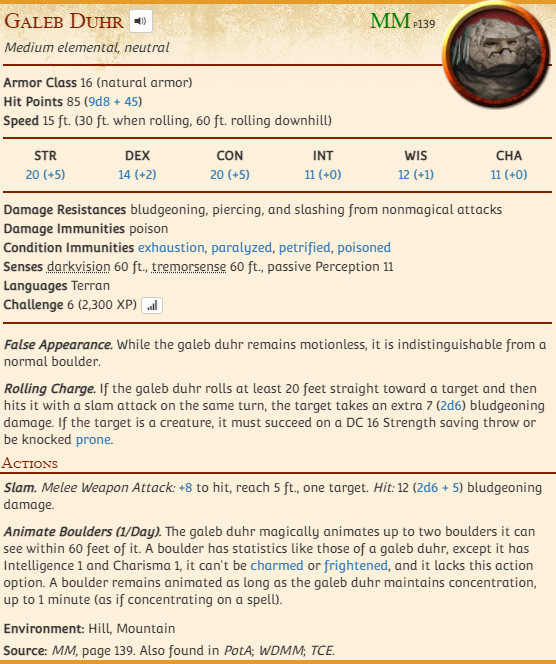 Galeb Duhr
MM P139
Medium elemental, neutral
Armor Class 16 (natural armor)
Hit Points 85 (9d8 + 45)
Speed 15 ft. (30 ft. when rolling, 60 ft. rolling downhill)
STR DEX CON INT WIS CHA
20 (+5) 14 (+2) 20 (+5) 11 (+0) 12 (+1) 11 (+0)
Damage Resistances bludgeoning, piercing, and slashing from nonmagical attacks
Damage Immunities poison
Condition Immunities exhaustion, paralyzed, petrified, poisoned
Senses darkvision 60 ft., tremorsense 60 ft., passive Perception 11
Languages Terran
Challenge 6 (2,300 XP)
False Appearance. While the galeb duhr remains motionless, it is indistinguishable from a
normal boulder.
Rolling Charge. If the galeb duhr rolls at least 20 feet straight toward a target and then
hits it with a slam attack on the same turn, the target takes an extra 7 (2d6) bludgeoning
damage. If the target is a creature, it must succeed on a DC 16 Strength saving throw or
be knocked prone.
Actions
Slam. Melee Weapon Attack: +8 to hit, reach 5 ft., one target. Hit: 12 (2d6 + 5) bludgeoning
damage.
Animate Boulders (1/Day). The galeb duhr magically animates up to two boulders it can
see within 60 feet of it. A boulder has statistics like those of a galeb duhr, except it has
Intelligence 1 and Charisma 1, it can't be charmed or frightened, and it lacks this action
option. A boulder remains animated as long as the galeb duhr maintains concentration,
up to 1 minute (as if concentrating on a spell).
Environment: Hill, Mountain
Source: MM, page 139. Also found in PotA; WDMM; TCE.